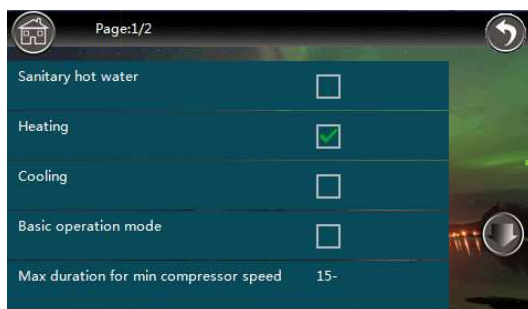 Page:1/2
Sanitary hot water
Heating
Cooling
Basic operation mode
Max duration for min compressor speed 15-